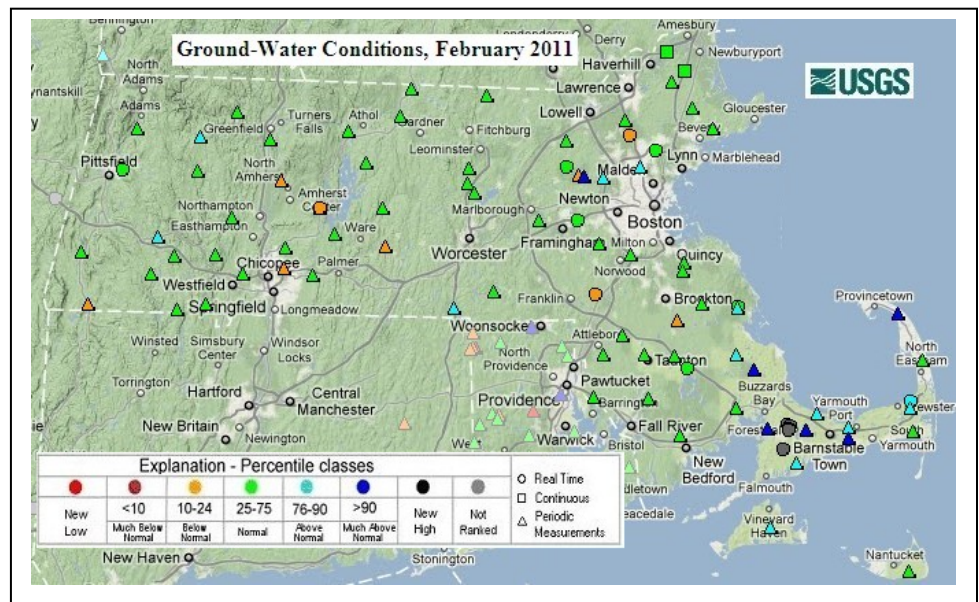 Bennington
Londonderry
Derry
Amesbury
Ground-Water Conditions, February 2011
Haverhill
Newburyport
USGS
North Adams
ynantskill
Adams
Lawrence
Lowell
Gloucester
Greenfield
Turners Falls
Athol
Gardner
Fitchburg
Leominster
Beverly
Pittsfield
Lynn
Marblehead
North Amherst
Malden
Amherst Center
Northampton
Easthampton
Ware
Marlborough
Newton
Boston
Worcester
Framingham
Milton
Quincy
Chicopee
Palmer
Norwood
Westfield
Springfield
Longmeadow
Franklin
Brockton
Provincetown
Woonsocket
Attleboro
North Eastham
Winsted
Simsbury Center
Windsor Locks
North Providence
Taunton
Torrington
Pawtucket
Buzzards Bay
Yarmouth Port
Brewster
Hartford
Central Manchester
Providence
Barrington
New Britain
Newington
Warwick
Bristol
Fall River
Forestdale
Barnstable Town
South Yarmouth
New Bedford
Falmouth
Explanation - Percentile classes
<10 10-24 25-75 76-90 >90
New Low
Much Below Normal
Below Normal
Normal
Above Normal
Much Above Normal
New High
Not Ranked
Real Time
Continuous
Periodic Measurements
dletown
eacedale
Vineyard Haven
New Haven
Stonington
Nantucket